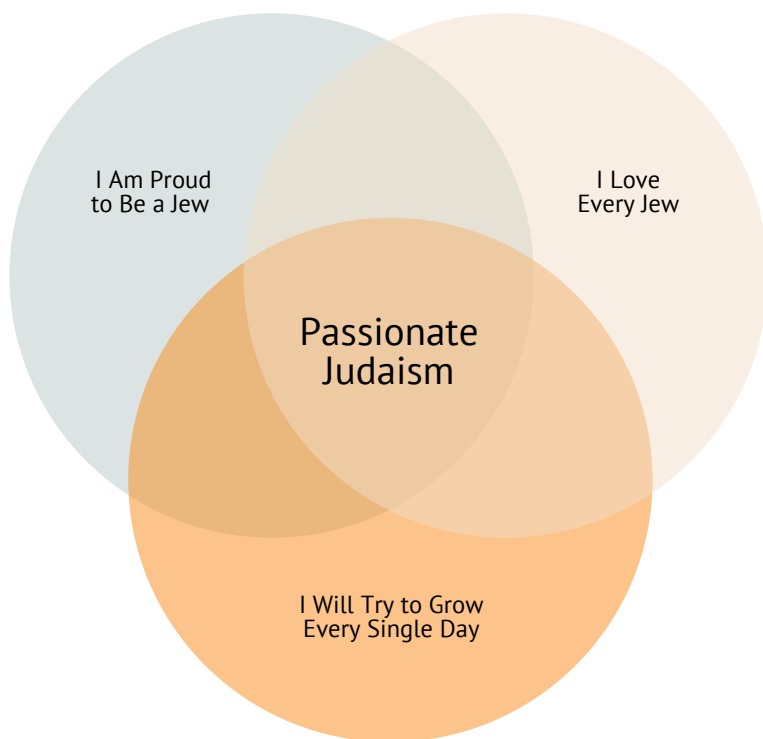 I Am Proud
to Be a Jew
I Love
Every Jew
Passionate
Judaism
I Will Try to Grow
Every Single Day